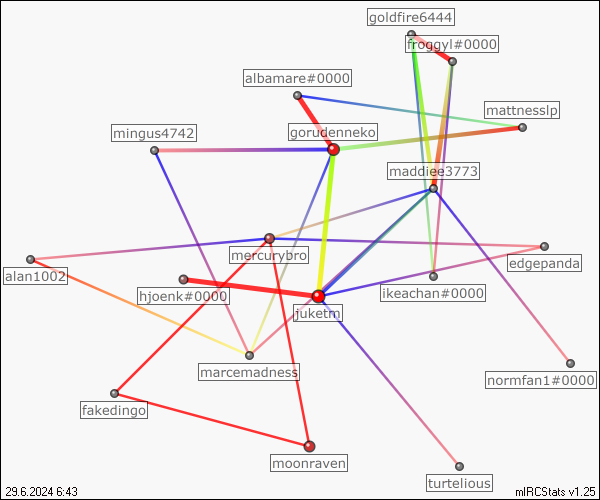 goldfire6444
froggyl#0000
albamare#0000
mattnesslp
mingus4742
gorudenneko
maddiee3773
mercurybro
edgepanda
alan1002
hjoenk#0000
ikeachan#0000
juketm
marcemadness
normfan1#0000
fakedingo
moonraven
turtelious
29.6.2024 6:43
mIRCStats v1.25